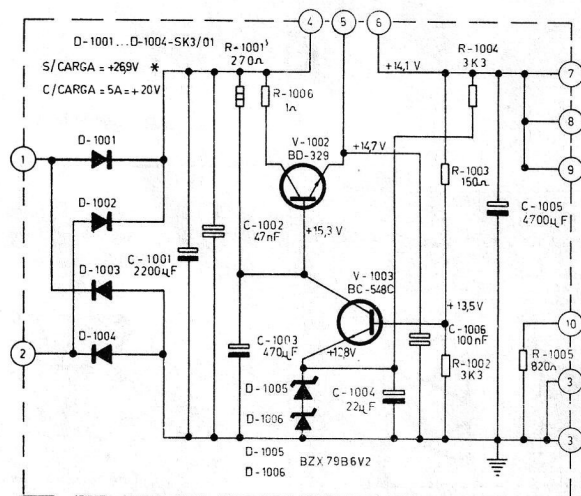 D-1001...D-1004-SK3/01
S/CARGA = +26,9V *
C/CARGA = 5A = +20V
R-1001
270Ω
R-1006
1Ω
4
5
6
+14,1 V
R-1004
3K3
7
8
9
D-1001
1
V-1002
BD-329
+14,7V
R-1003
150Ω
D-1002
C-1002
47nF
+15,3 V
C-1005
4700µF
C-1001
2200µF
D-1003
V-1003
BC-548C
+13,5V
10
D-1004
2
C-1003
470µF
+12,8V
C-1006
100nF
R-1002
3K3
R-1005
820Ω
3
D-1005
D-1006
C-1004
22µF
D-1005
D-1006
BZX 79B6V2
3